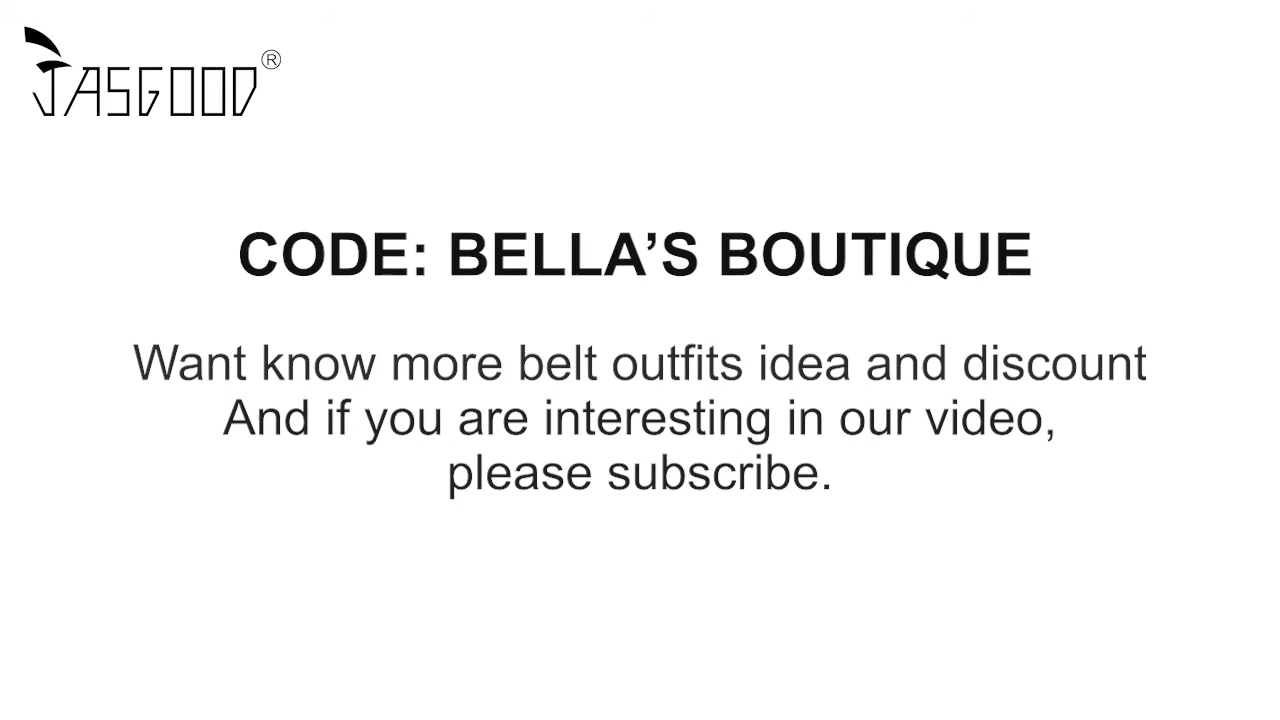 JASGOOD®
CODE: BELLA’S BOUTIQUE
Want know more belt outfits idea and discount
And if you are interesting in our video,
please subscribe.